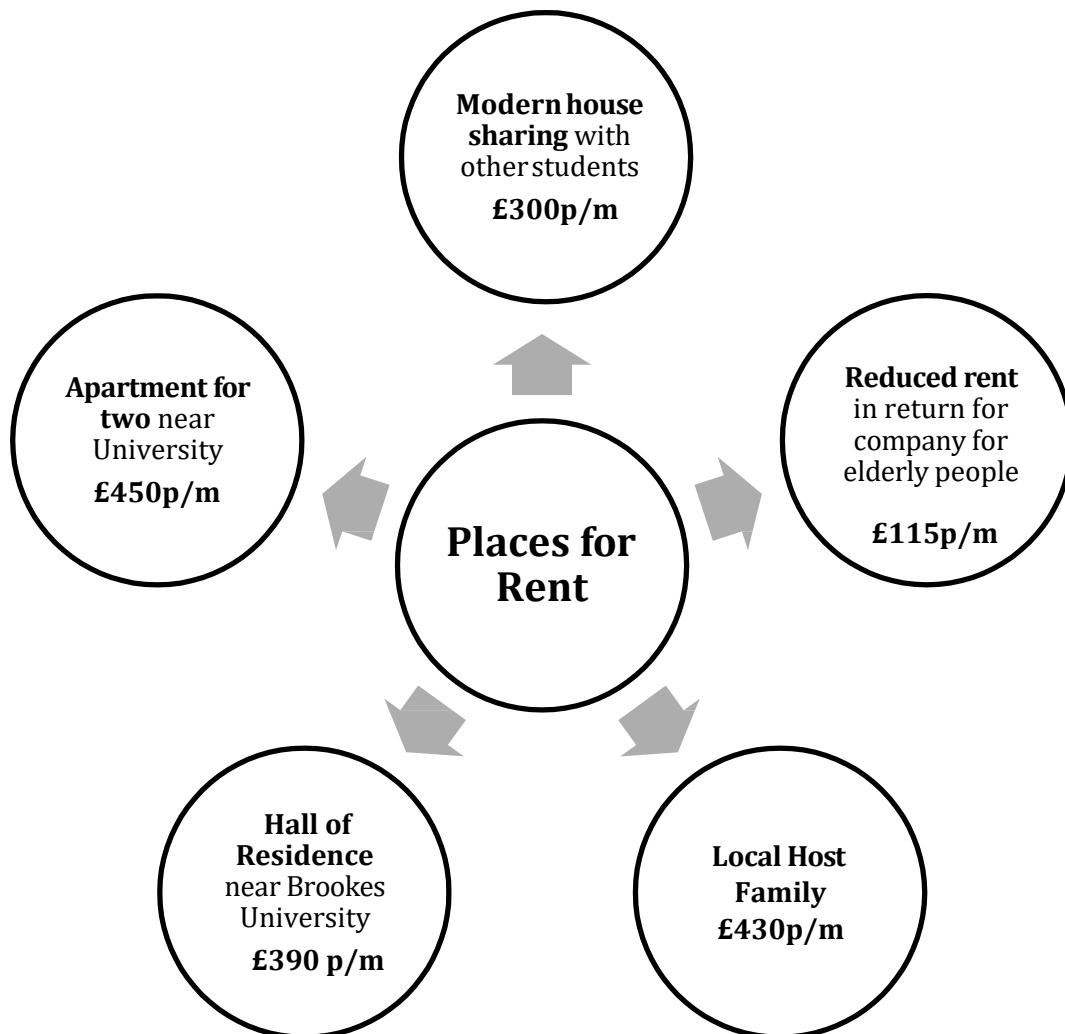 Modern house
sharing with
other students
£300p/m
Apartment for
two near
University
£450p/m
Reduced rent
in return for
company for
elderly people
£115p/m
Places for
Rent
Hall of
Residence
near Brookes
University
£390 p/m
Local Host
Family
£430p/m